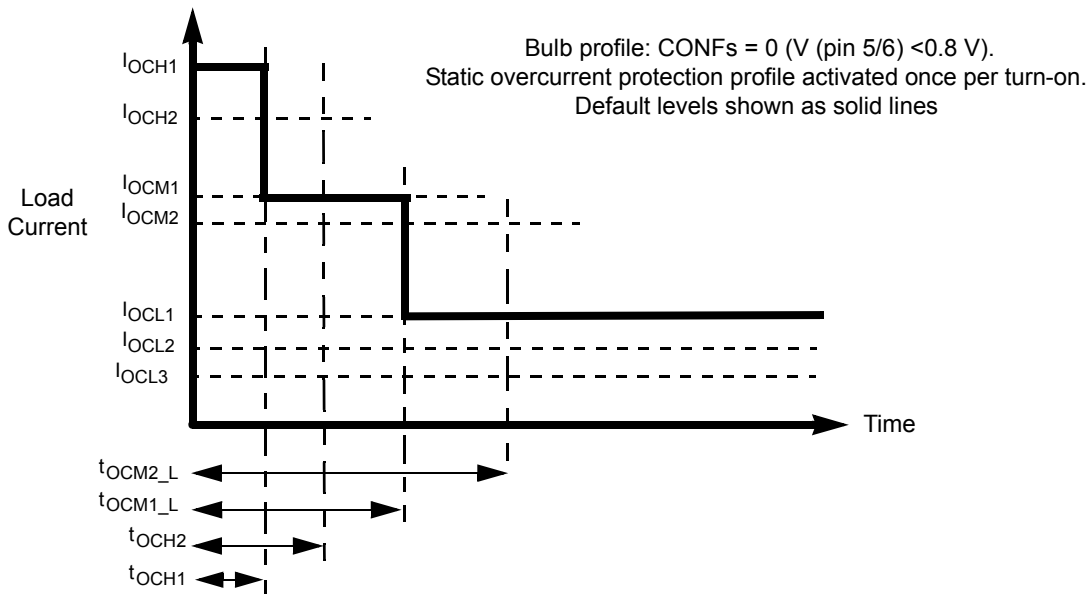 Bulb profile: CONFs = 0 (V (pin 5/6) <0.8 V).
Static overcurrent protection profile activated once per turn-on.
Default levels shown as solid lines
IOCH1
IOCH2
IOCM1
IOCM2
Load
Current
IOCL1
IOCL2
IOCL3
Time
tOCM2_L
tOCM1_L
tOCH2
tOCH1